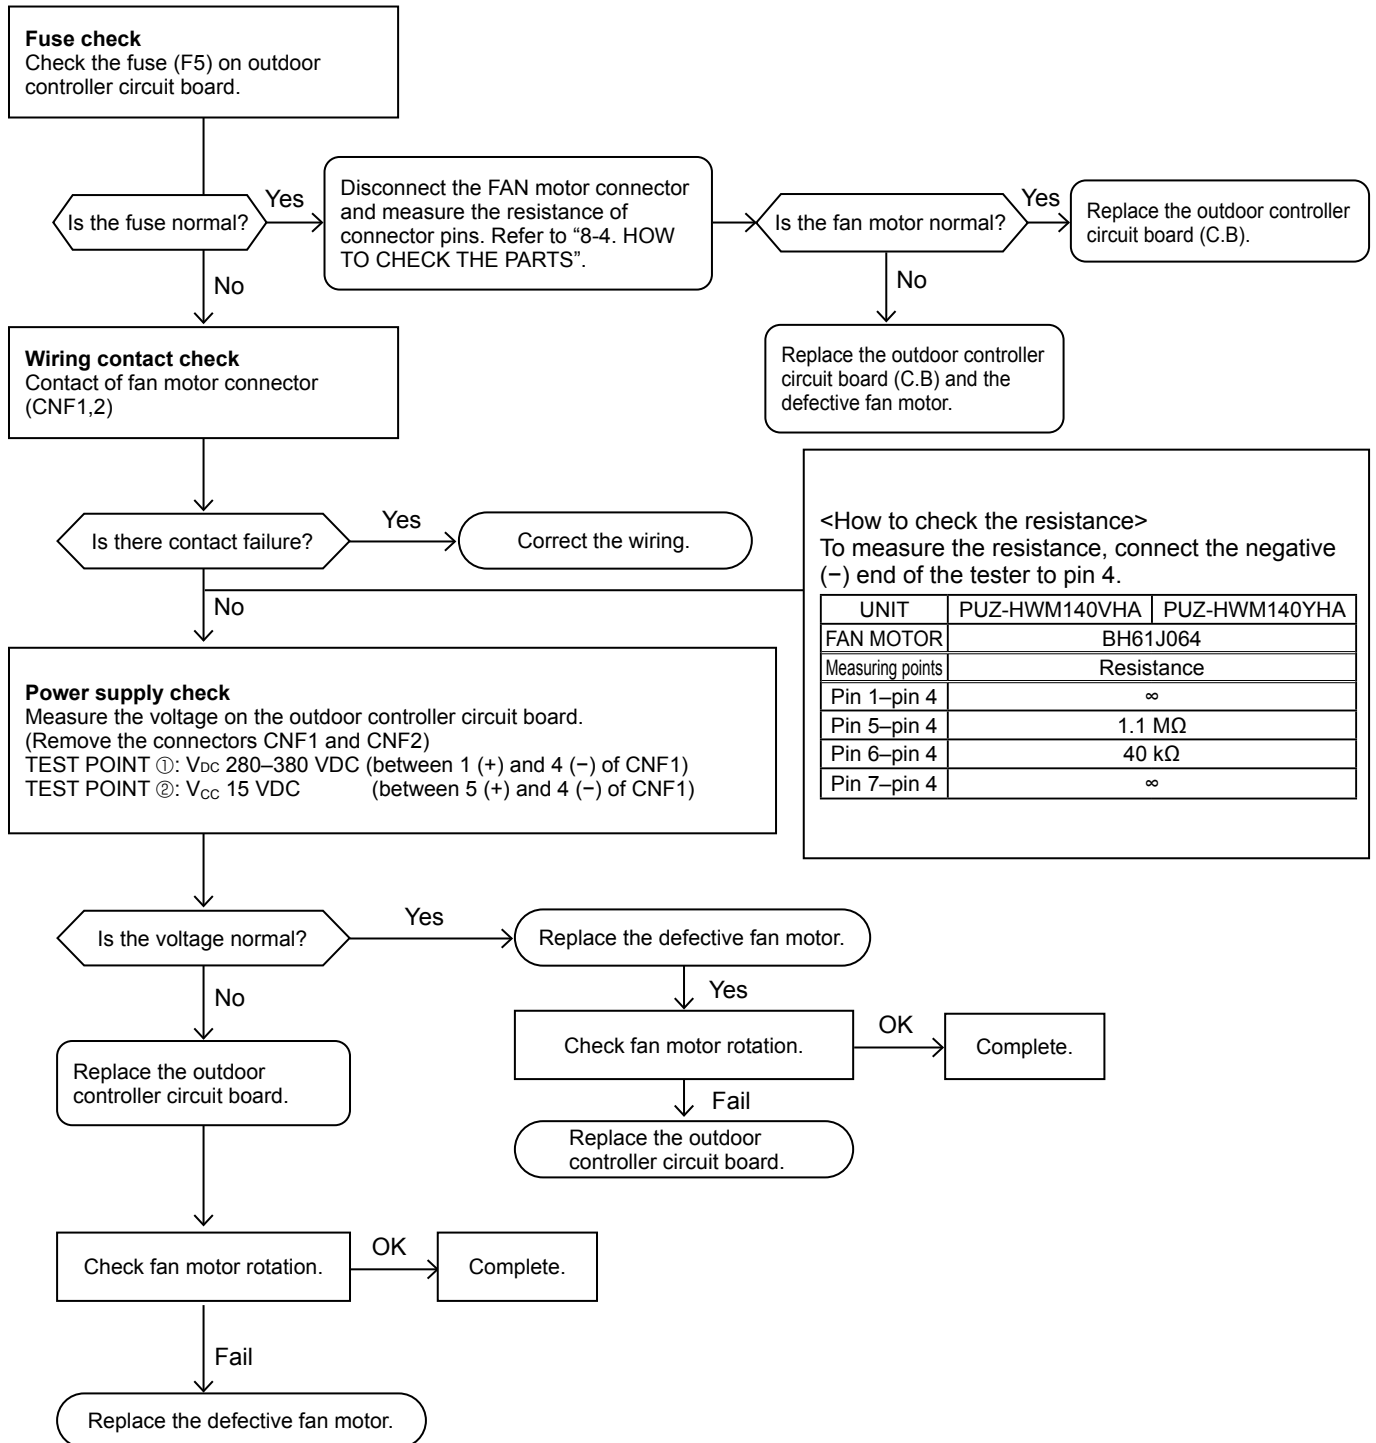 Fuse check
Check the fuse (F5) on outdoor
controller circuit board.
Is the fuse normal?
Yes
Disconnect the FAN motor connector
and measure the resistance of
connector pins. Refer to “8-4. HOW
TO CHECK THE PARTS”.
Is the fan motor normal?
Yes
Replace the outdoor controller
circuit board (C.B).
No
Replace the outdoor controller
circuit board (C.B) and the
defective fan motor.
No
Wiring contact check
Contact of fan motor connector
(CNF1,2)
Is there contact failure?
Yes
Correct the wiring.
No
<How to check the resistance>
To measure the resistance, connect the negative
(−) end of the tester to pin 4.
UNIT PUZ-HWM140VHA PUZ-HWM140YHA
FAN MOTOR BH61J064
Measuring points Resistance
Pin 1–pin 4 ∞
Pin 5–pin 4 1.1 MΩ
Pin 6–pin 4 40 kΩ
Pin 7–pin 4 ∞
Power supply check
Measure the voltage on the outdoor controller circuit board.
(Remove the connectors CNF1 and CNF2)
TEST POINT ①: VDC 280–380 VDC (between 1 (+) and 4 (−) of CNF1)
TEST POINT ②: VCC 15 VDC (between 5 (+) and 4 (−) of CNF1)
Is the voltage normal?
Yes
Replace the defective fan motor.
Yes
Check fan motor rotation.
OK
Complete.
Fail
Replace the outdoor
controller circuit board.
No
Replace the outdoor
controller circuit board.
Check fan motor rotation.
OK
Complete.
Fail
Replace the defective fan motor.